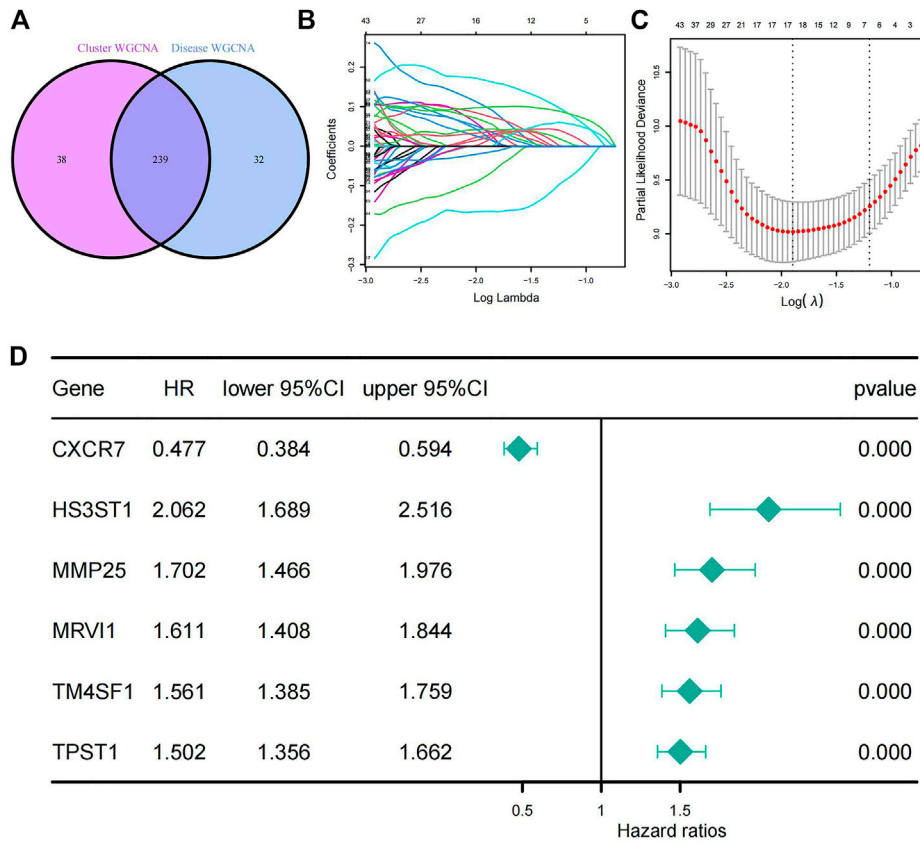 A
Cluster WGCNA
Disease WGCNA
38
239
32
B
43
27
16
12
5
0.2
0.1
0.0
-0.1
-0.2
-0.3
Coefficients
-3.0
-2.5
-2.0
-1.5
-1.0
Log Lambda
C
43 37 29 27 21 17 17 17 15 12 9 7 6 4 3
10.5
10.0
9.5
9.0
Partial Likelihood Deviance
-3.0
-2.5
-2.0
-1.5
-1.0
Log(λ)
D
Gene HR lower 95%CI upper 95%CI pvalue
CXCR7 0.477 0.384 0.594 0.000
HS3ST1 2.062 1.689 2.516 0.000
MMP25 1.702 1.466 1.976 0.000
MRVI1 1.611 1.408 1.844 0.000
TM4SF1 1.561 1.385 1.759 0.000
TPST1 1.502 1.356 1.662 0.000
0.5 1 1.5
Hazard ratios